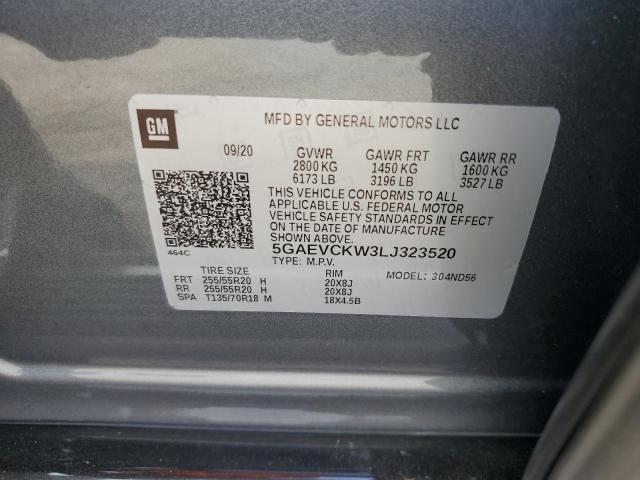 GM
MFD BY GENERAL MOTORS LLC
09/20 GVWR GAWR FRT GAWR RR
2800 KG 1450 KG 1600 KG
6173 LB 3196 LB 3527 LB
THIS VEHICLE CONFORMS TO ALL
APPLICABLE U.S. FEDERAL MOTOR
VEHICLE SAFETY STANDARDS IN EFFECT
ON THE DATE OF MANUFACTURE
SHOWN ABOVE.
464C
5GAEVCKW3LJ323520
TYPE: M.P.V. MODEL: 304ND56
TIRE SIZE RIM
FRT 255/55R20 H 20X8J
RR 255/55R20 H 20X8J
SPA T135/70R18 M 18X4.5B